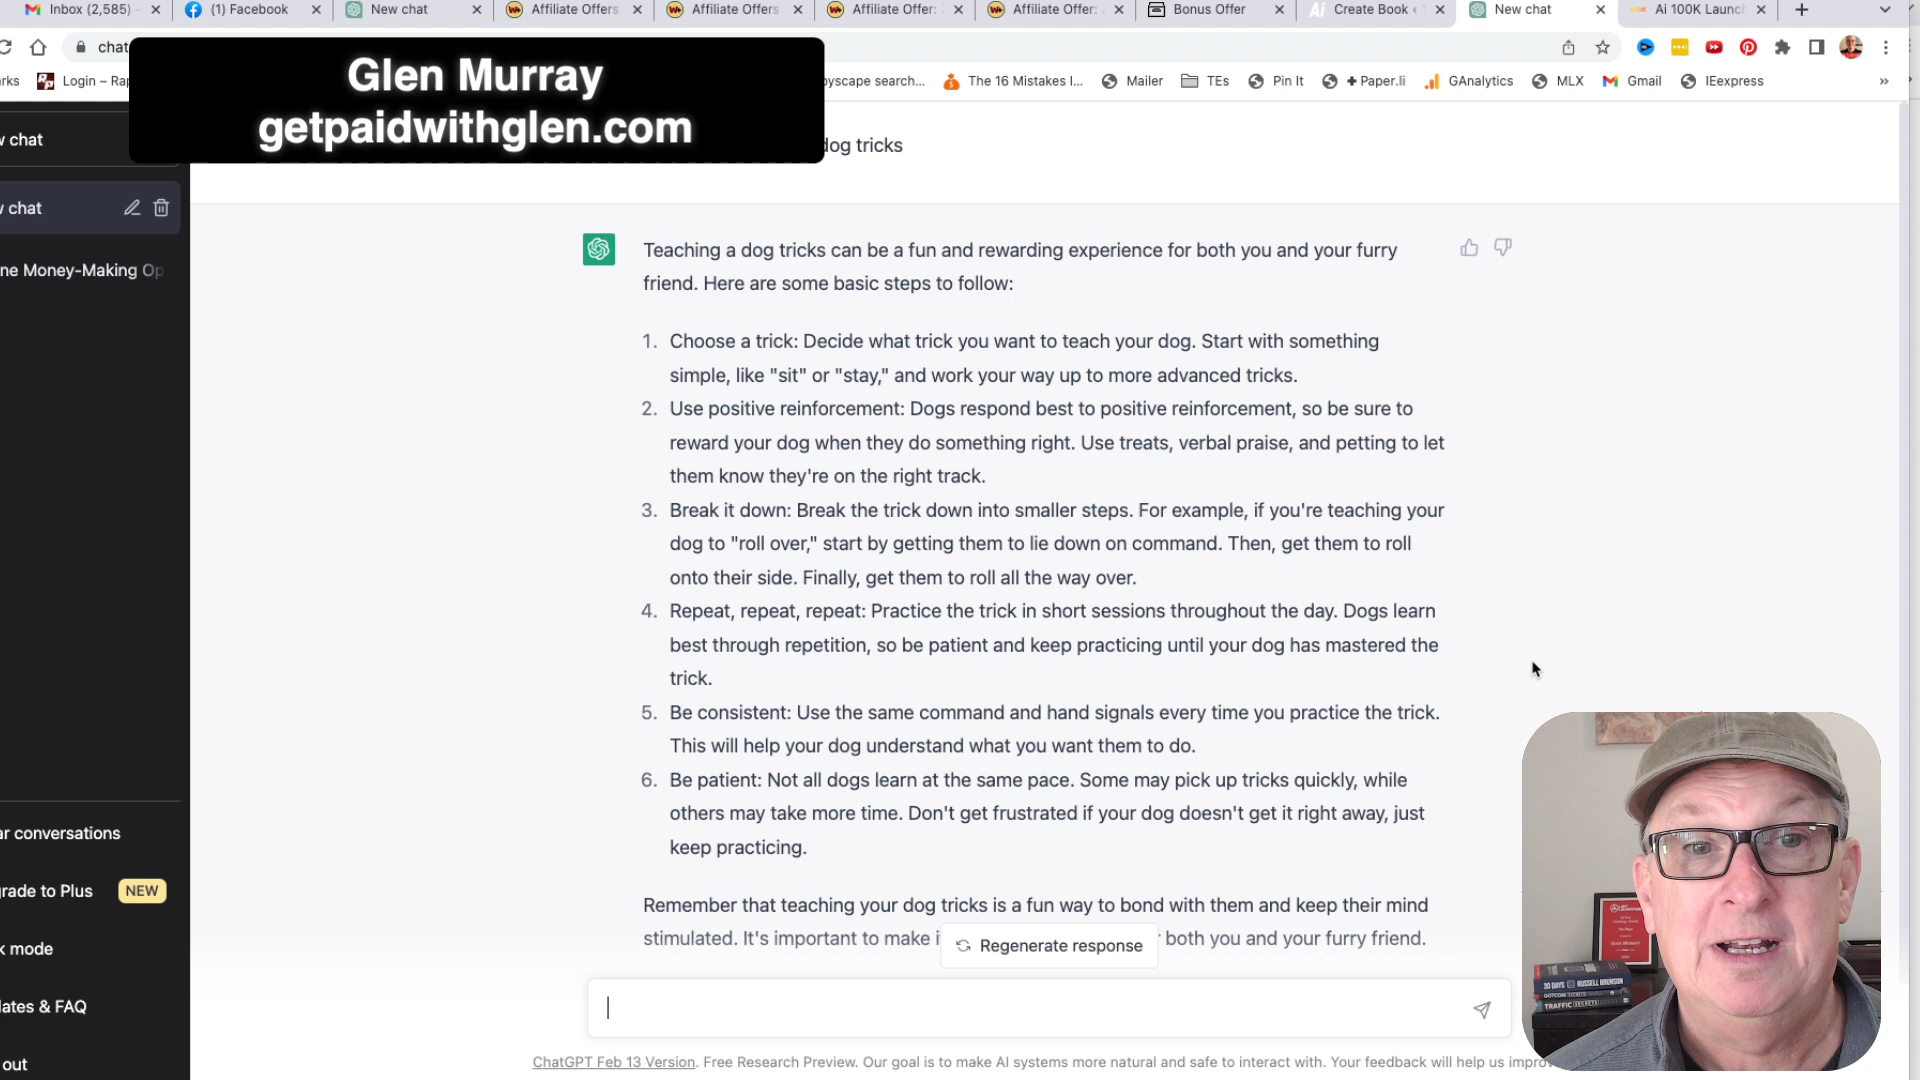 Inbox (2,585)
(1) Facebook
New chat
Affiliate Offers
Affiliate Offers
Affiliate Offer:
Affiliate Offer:
Bonus Offer
Create Book
New chat
Ai 100K Launch
chat
Login – Rap
pyscape search...
The 16 Mistakes I...
Mailer
TEs
Pin It
+Paper.li
GAnalytics
MLX
Gmail
IEexpress
»
Glen Murray
getpaidwithglen.com
dog tricks
w chat
w chat
ne Money-Making Op
Teaching a dog tricks can be a fun and rewarding experience for both you and your furry
friend. Here are some basic steps to follow:
1. Choose a trick: Decide what trick you want to teach your dog. Start with something
simple, like "sit" or "stay," and work your way up to more advanced tricks.
2. Use positive reinforcement: Dogs respond best to positive reinforcement, so be sure to
reward your dog when they do something right. Use treats, verbal praise, and petting to let
them know they're on the right track.
3. Break it down: Break the trick down into smaller steps. For example, if you're teaching your
dog to "roll over," start by getting them to lie down on command. Then, get them to roll
onto their side. Finally, get them to roll all the way over.
4. Repeat, repeat, repeat: Practice the trick in short sessions throughout the day. Dogs learn
best through repetition, so be patient and keep practicing until your dog has mastered the
trick.
5. Be consistent: Use the same command and hand signals every time you practice the trick.
This will help your dog understand what you want them to do.
6. Be patient: Not all dogs learn at the same pace. Some may pick up tricks quickly, while
others may take more time. Don't get frustrated if your dog doesn't get it right away, just
keep practicing.
Remember that teaching your dog tricks is a fun way to bond with them and keep their mind
stimulated. It's important to make i
both you and your furry friend.
Regenerate response
ar conversations
grade to Plus NEW
k mode
dates & FAQ
out
ChatGPT Feb 13 Version. Free Research Preview. Our goal is to make AI systems more natural and safe to interact with. Your feedback will help us improv
30 DAYS RUSSELL BRUNSON
DOTCOM SECRETS
TRAFFIC SECRETS